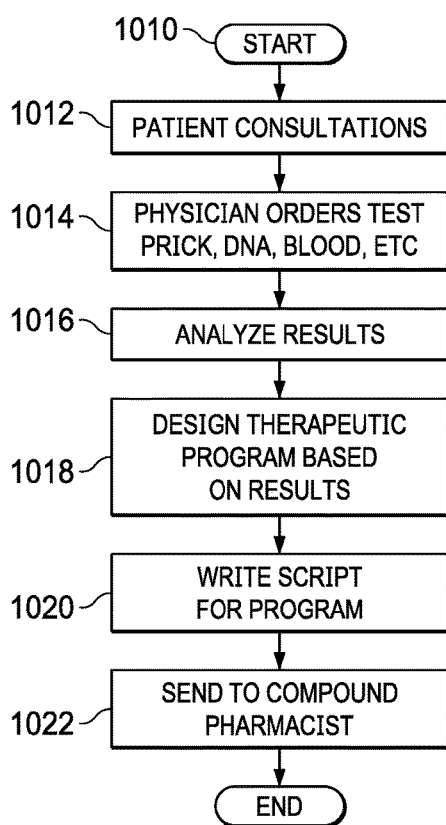 1010
START
1012
PATIENT CONSULTATIONS
1014
PHYSICIAN ORDERS TEST
PRICK, DNA, BLOOD, ETC
1016
ANALYZE RESULTS
1018
DESIGN THERAPEUTIC
PROGRAM BASED
ON RESULTS
1020
WRITE SCRIPT
FOR PROGRAM
1022
SEND TO COMPOUND
PHARMACIST
END